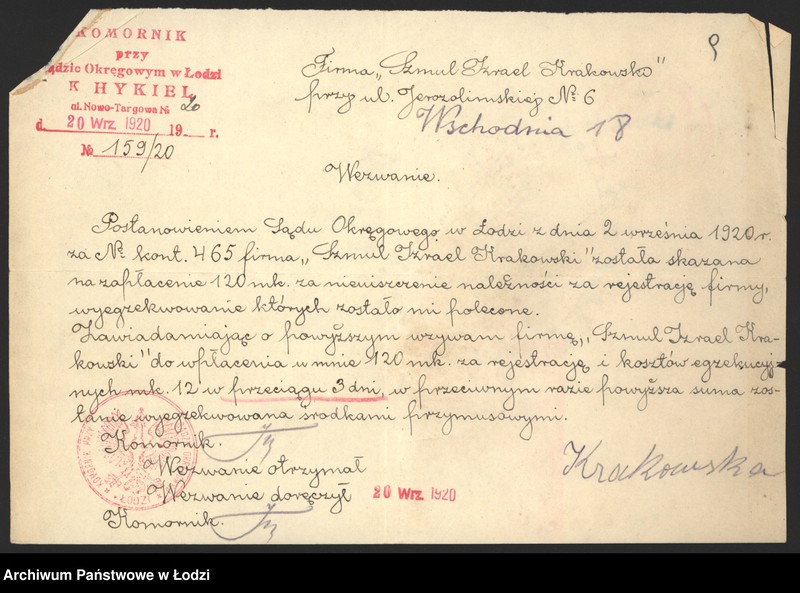 KOMORNIK
przy
ądzie Okręgowym w Łodzi
K HYKIEL
ul. Nowo-Targowa № 20
d. 20 Wrz. 1920 19 r.
№ 159/20
9
Firma „Szmul Izrael Krakowski”
przy ul. Jerozolimskiej № 6
Wschodnia 18
Wezwanie.
Postanowieniem Sądu Okręgowego w Łodzi z dnia 2 września 1920 r.
za № kont. 465 firma „Szmul Izrael Krakowski” została skazana
na zapłacenie 120 mk. za nieuiszczenie należności za rejestrację firmy,
wyegzekwowanie których zostało mi polecone.
Zawiadamiając o powyższym wzywam firmę „Szmul Izrael Kra-
kowski” do wpłacenia u mnie 120 mk. za rejestrację i kosztów egzekucyj-
nych mk. 12 w przeciągu 3 dni, w przeciwnym razie powyższa suma zos-
tanie wyegzekwowana środkami przymusowymi.
Komornik.
Wezwanie otrzymał Krakowska
Wezwanie doręczył 20 Wrz. 1920
Komornik.
Archiwum Państwowe w Łodzi